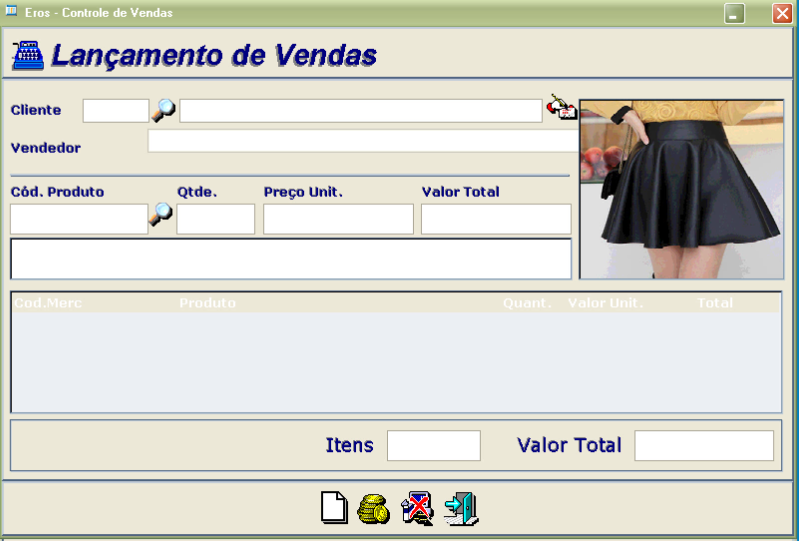 Eros - Controle de Vendas
Lançamento de Vendas
Cliente
Vendedor
Cód. Produto Qtde. Preço Unit. Valor Total
Cod.Merc Produto Quant. Valor Unit. Total
Itens Valor Total